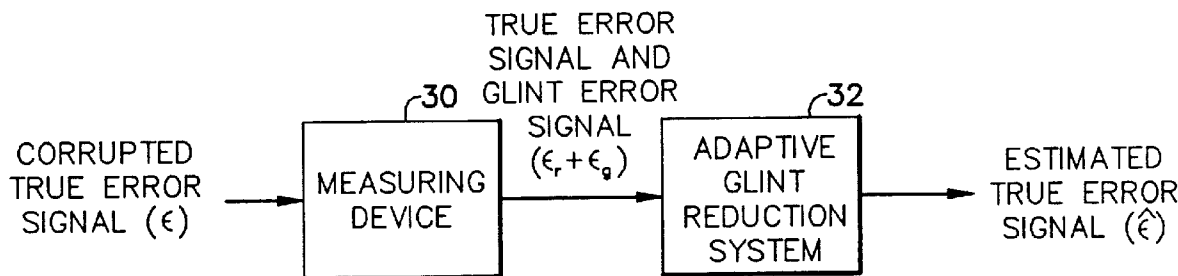 CORRUPTED
TRUE ERROR
SIGNAL (ϵ)
30
MEASURING
DEVICE
TRUE ERROR
SIGNAL AND
GLINT ERROR
SIGNAL
(ϵᵣ+ϵg)
32
ADAPTIVE
GLINT
REDUCTION
SYSTEM
ESTIMATED
TRUE ERROR
SIGNAL (ϵ̂)